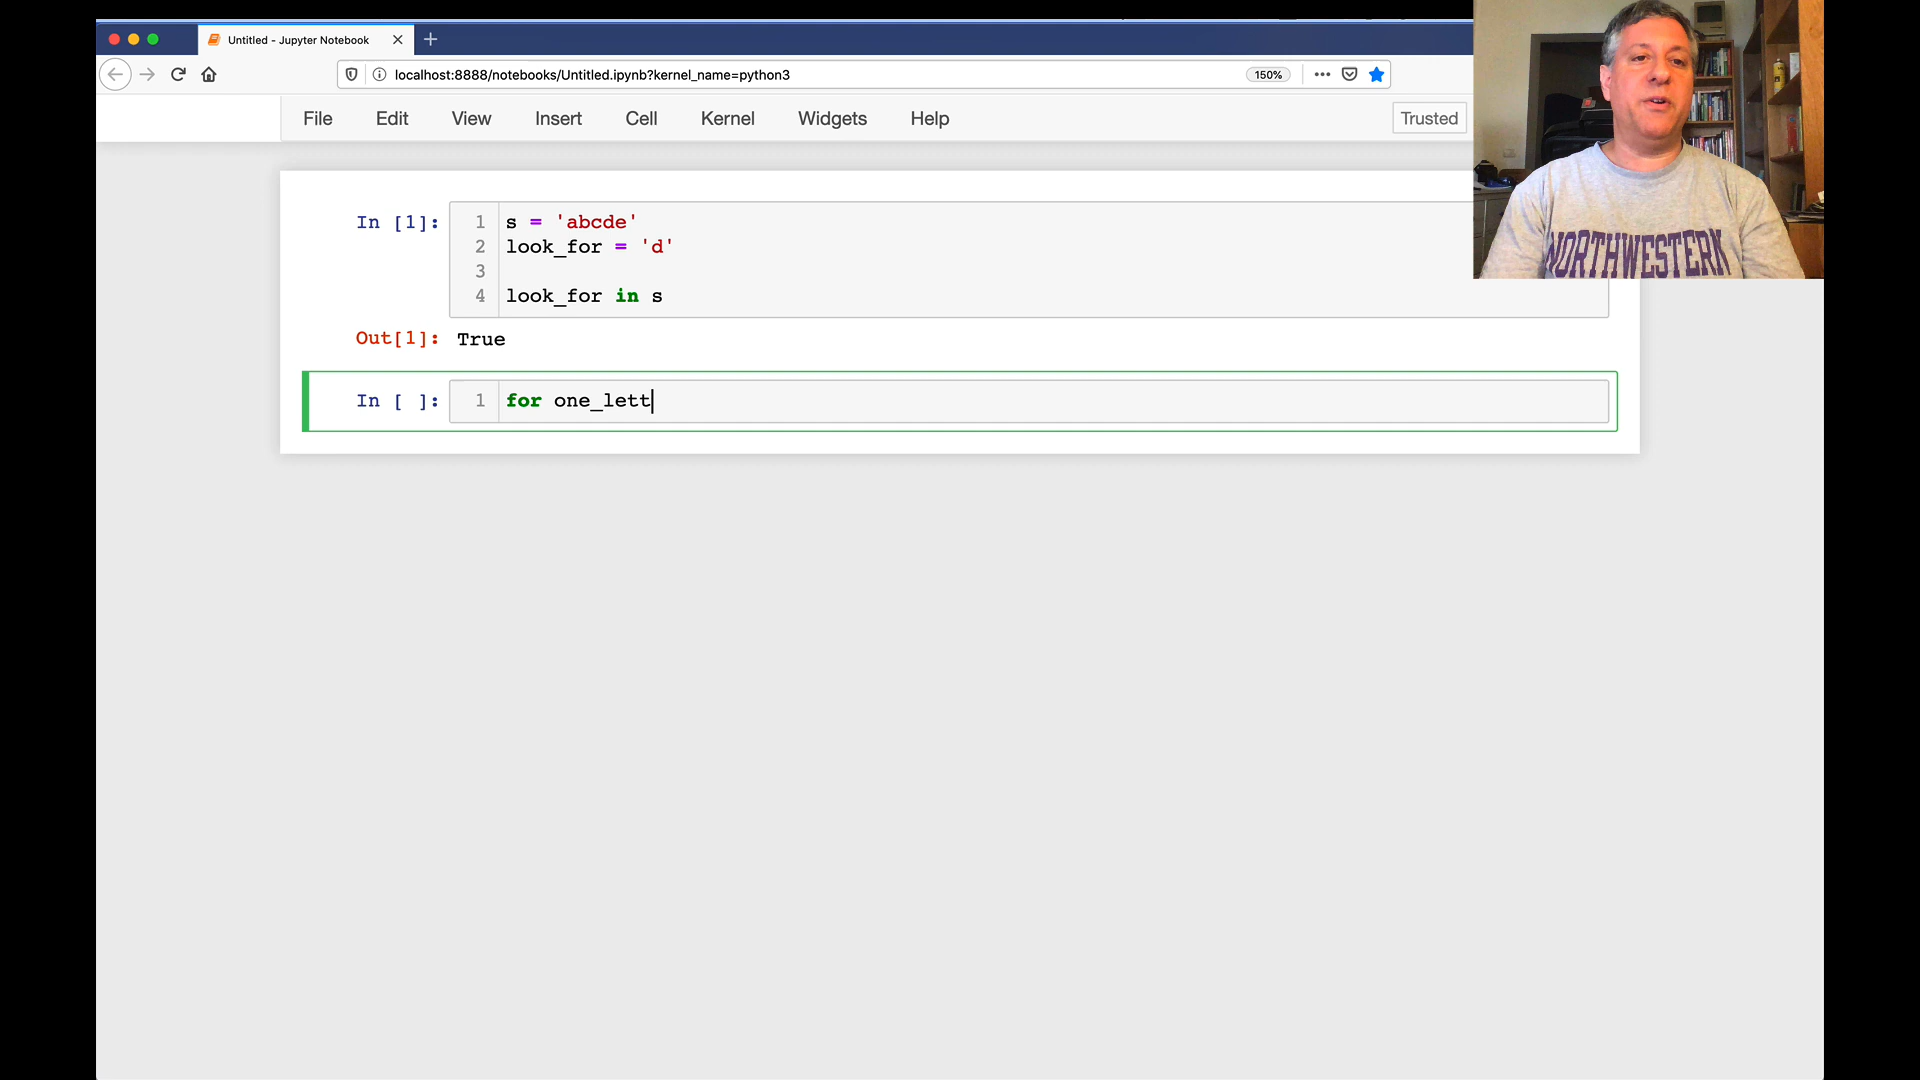 Untitled - Jupyter Notebook
localhost:8888/notebooks/Untitled.ipynb?kernel_name=python3
150%
File Edit View Insert Cell Kernel Widgets Help
Trusted
NORTHWESTERN
In [1]:
1 s = 'abcde'
2 look_for = 'd'
3
4 look_for in s
Out[1]: True
In [ ]: 1 for one_lett